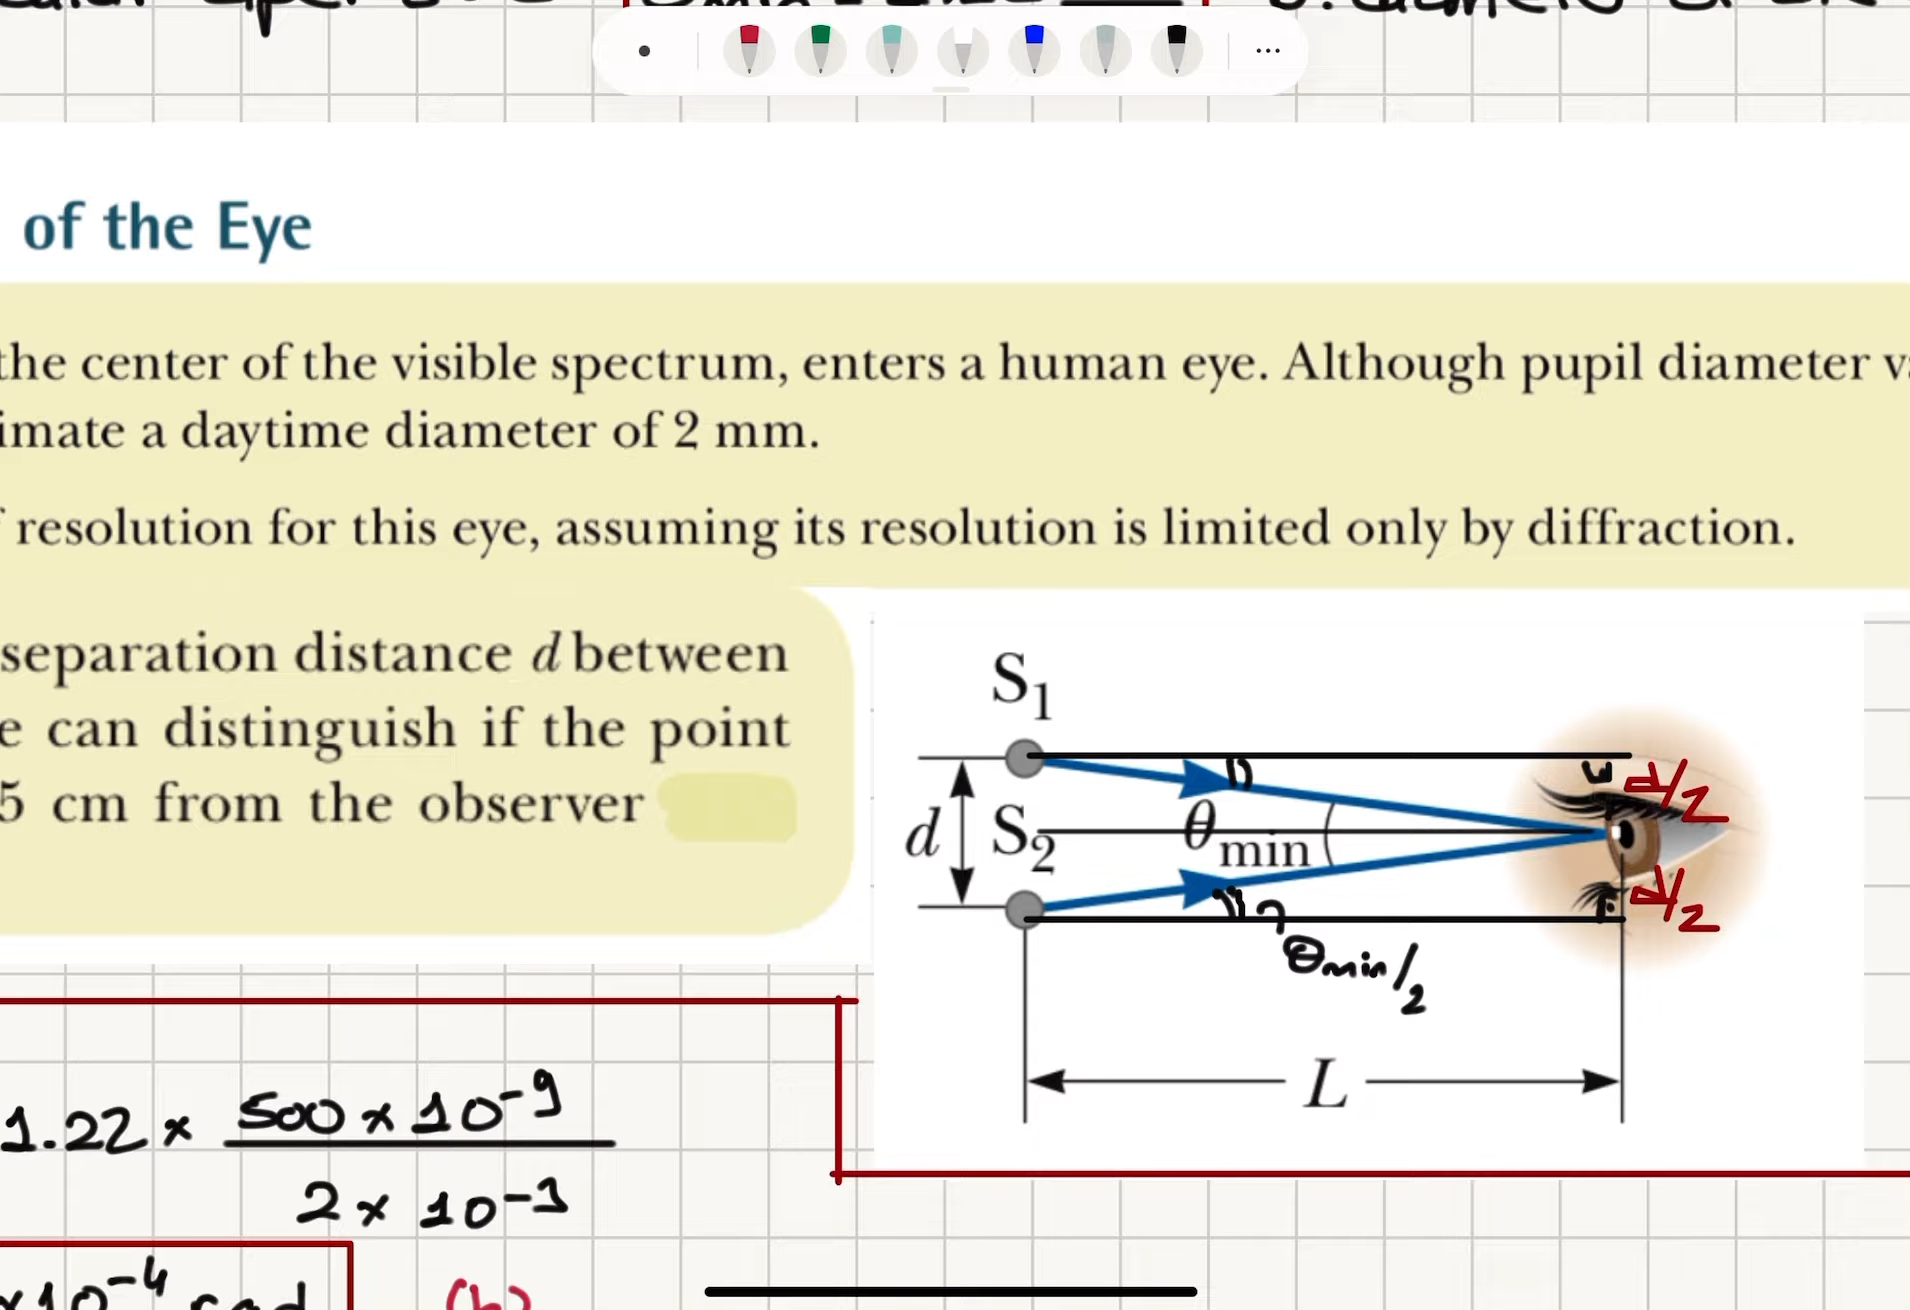 of the Eye
the center of the visible spectrum, enters a human eye. Although pupil diameter v
imate a daytime diameter of 2 mm.
resolution for this eye, assuming its resolution is limited only by diffraction.
separation distance d between
e can distinguish if the point
5 cm from the observer
S1
d
S2
θmin
d/2
d/2
θmin/2
L
1.22 × 500 × 10^-9
2 × 10^-3
×10^-4 rad
(b)